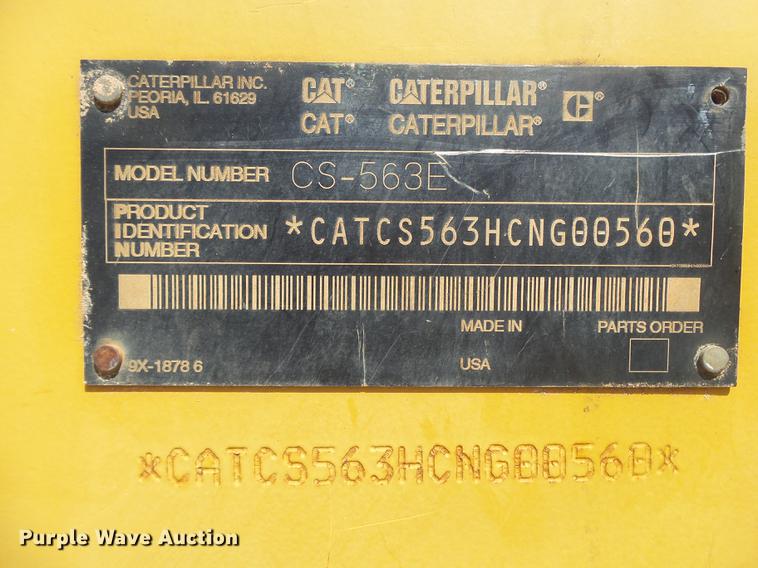 CATERPILLAR INC.
PEORIA, IL. 61629
USA
CAT® CATERPILLAR® C®
CAT® CATERPILLAR®
MODEL NUMBER CS-563E
PRODUCT
IDENTIFICATION
NUMBER
*CATCS563HCNG00560*
MADE IN PARTS ORDER
9X-1878 6 USA
*CATCS563HCNG00560*
Purple Wave Auction